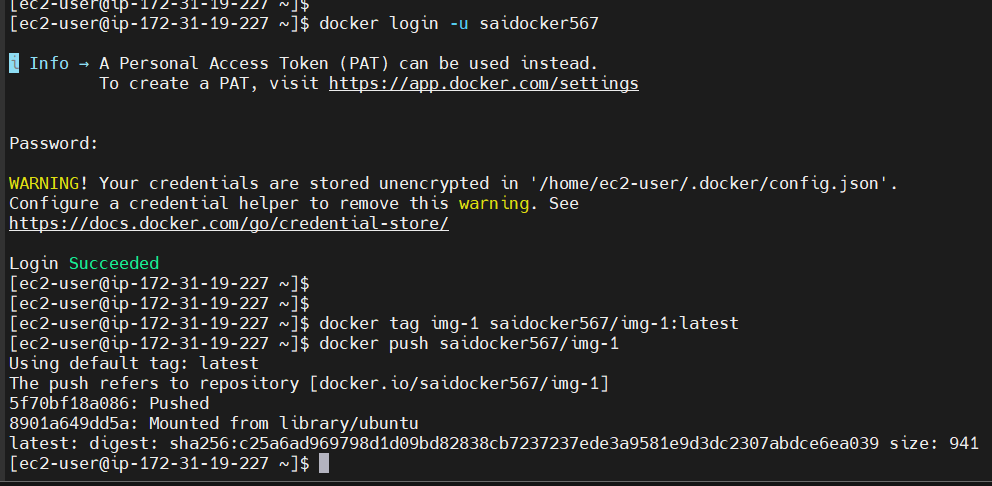 [ec2-user@ip-172-31-19-227 ~]$
[ec2-user@ip-172-31-19-227 ~]$ docker login -u saidocker567
i Info → A Personal Access Token (PAT) can be used instead.
To create a PAT, visit https://app.docker.com/settings
Password:
WARNING! Your credentials are stored unencrypted in '/home/ec2-user/.docker/config.json'.
Configure a credential helper to remove this warning. See
https://docs.docker.com/go/credential-store/
Login Succeeded
[ec2-user@ip-172-31-19-227 ~]$
[ec2-user@ip-172-31-19-227 ~]$
[ec2-user@ip-172-31-19-227 ~]$ docker tag img-1 saidocker567/img-1:latest
[ec2-user@ip-172-31-19-227 ~]$ docker push saidocker567/img-1
Using default tag: latest
The push refers to repository [docker.io/saidocker567/img-1]
5f70bf18a086: Pushed
8901a649dd5a: Mounted from library/ubuntu
latest: digest: sha256:c25a6ad969798d1d09bd82838cb7237237ede3a9581e9d3dc2307abdce6ea039 size: 941
[ec2-user@ip-172-31-19-227 ~]$